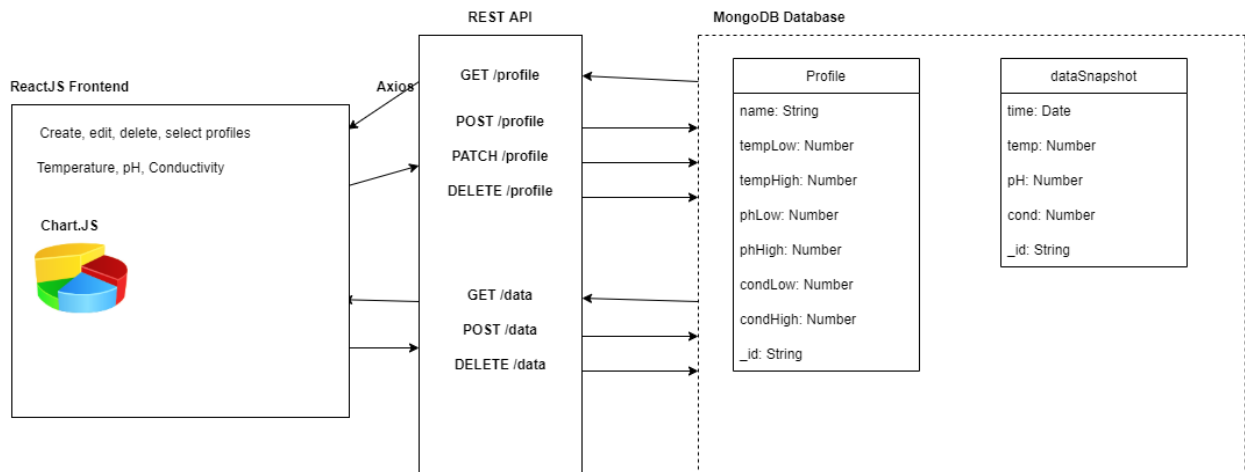 ReactJS Frontend
Create, edit, delete, select profiles
Temperature, pH, Conductivity
Chart.JS
Axios
REST API
GET /profile
POST /profile
PATCH /profile
DELETE /profile
GET /data
POST /data
DELETE /data
MongoDB Database
Profile
name: String
tempLow: Number
tempHigh: Number
phLow: Number
phHigh: Number
condLow: Number
condHigh: Number
_id: String
dataSnapshot
time: Date
temp: Number
pH: Number
cond: Number
_id: String